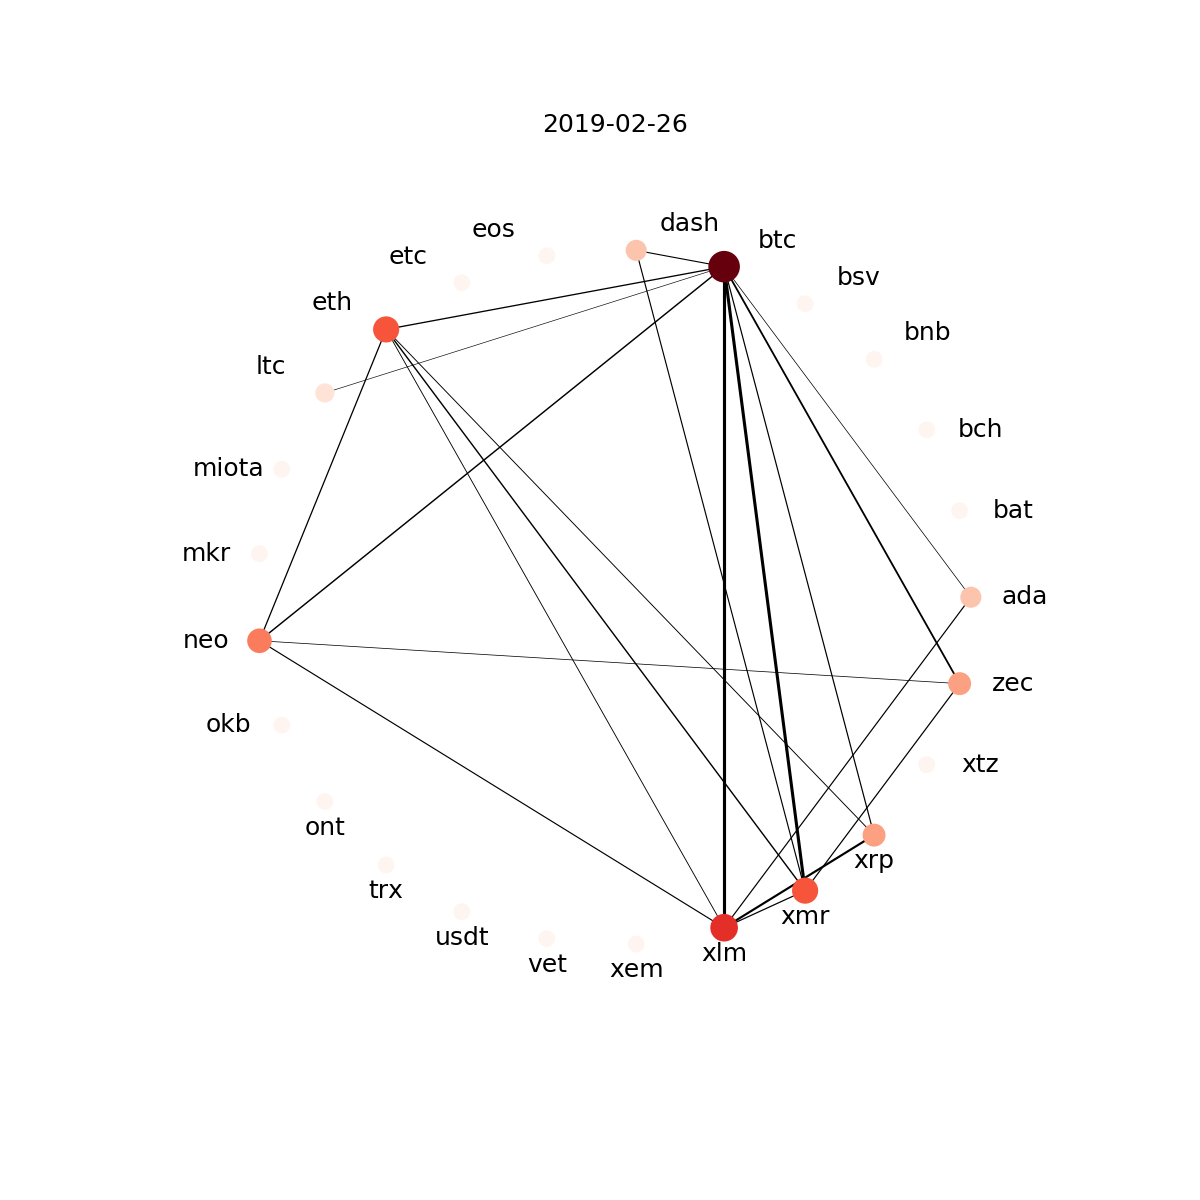 2019-02-26
dash
btc
eos
etc
bsv
eth
bnb
ltc
bch
miota
bat
mkr
ada
neo
zec
okb
xtz
ont
xrp
trx
xmr
usdt
xlm
vet
xem